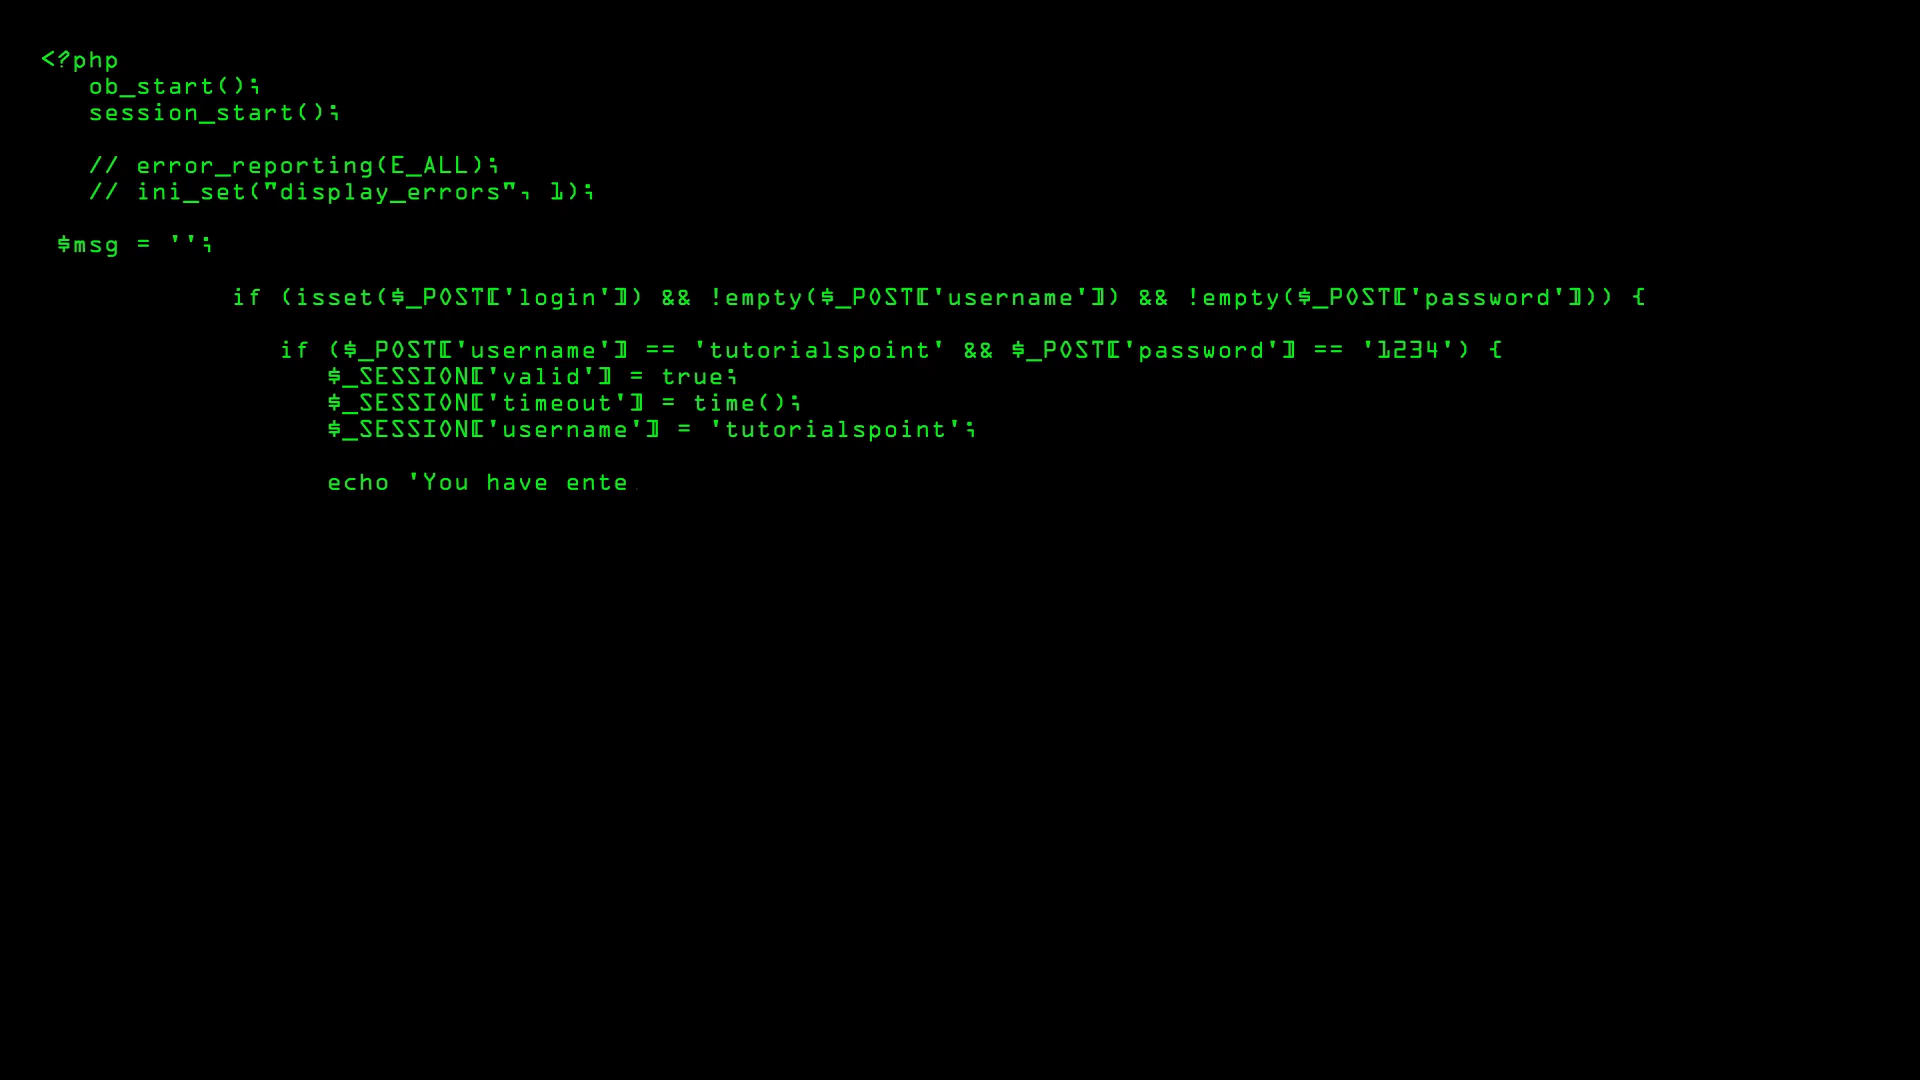 <?php
ob_start();
session_start();
// error_reporting(E_ALL);
// ini_set("display_errors", 1);
$msg = '';
if (isset($_POST['login']) && !empty($_POST['username']) && !empty($_POST['password'])) {
if ($_POST['username'] == 'tutorialspoint' && $_POST['password'] == '1234') {
$_SESSION['valid'] = true;
$_SESSION['timeout'] = time();
$_SESSION['username'] = 'tutorialspoint';
echo 'You have ente